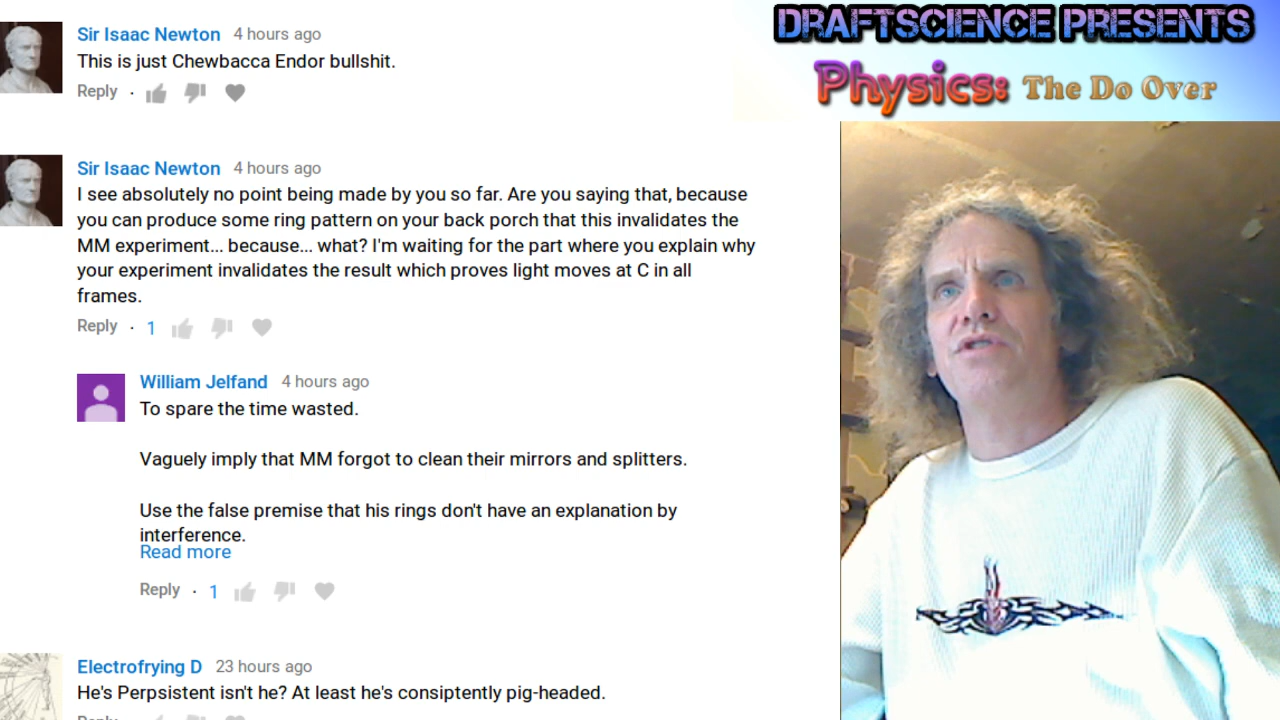 DRAFTSCIENCE PRESENTS
Physics: The Do Over
Sir Isaac Newton 4 hours ago
This is just Chewbacca Endor bullshit.
Reply ·
Sir Isaac Newton 4 hours ago
I see absolutely no point being made by you so far. Are you saying that, because
you can produce some ring pattern on your back porch that this invalidates the
MM experiment... because... what? I'm waiting for the part where you explain why
your experiment invalidates the result which proves light moves at C in all
frames.
Reply · 1
William Jelfand 4 hours ago
To spare the time wasted.
Vaguely imply that MM forgot to clean their mirrors and splitters.
Use the false premise that his rings don't have an explanation by
interference.
Read more
Reply · 1
Electrofrying D 23 hours ago
He's Perpsistent isn't he? At least he's consiptently pig-headed.
Reply